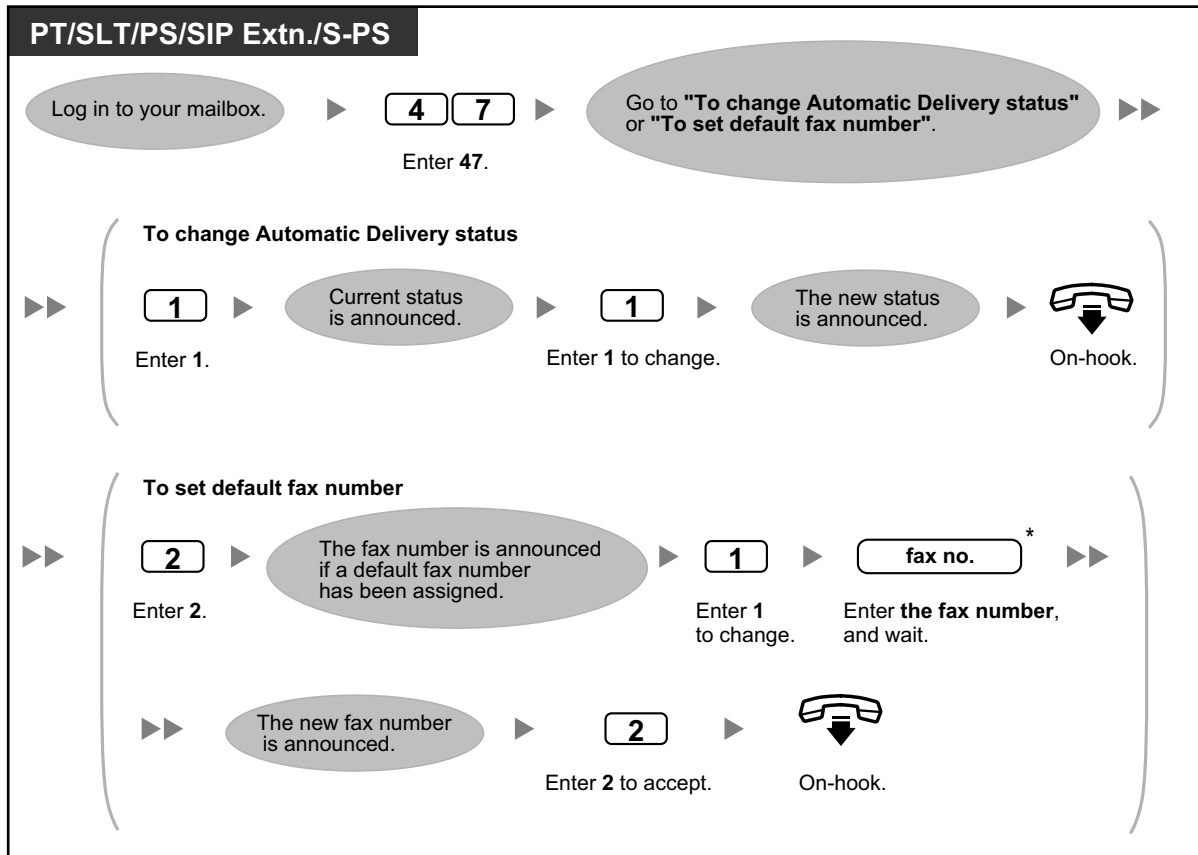 PT/SLT/PS/SIP Extn./S-PS
Log in to your mailbox.
4 7
Enter 47.
Go to "To change Automatic Delivery status"
or "To set default fax number".
To change Automatic Delivery status
1
Enter 1.
Current status
is announced.
1
Enter 1 to change.
The new status
is announced.
On-hook.
To set default fax number
2
Enter 2.
The fax number is announced
if a default fax number
has been assigned.
1
Enter 1
to change.
fax no.*
Enter the fax number,
and wait.
The new fax number
is announced.
2
Enter 2 to accept.
On-hook.